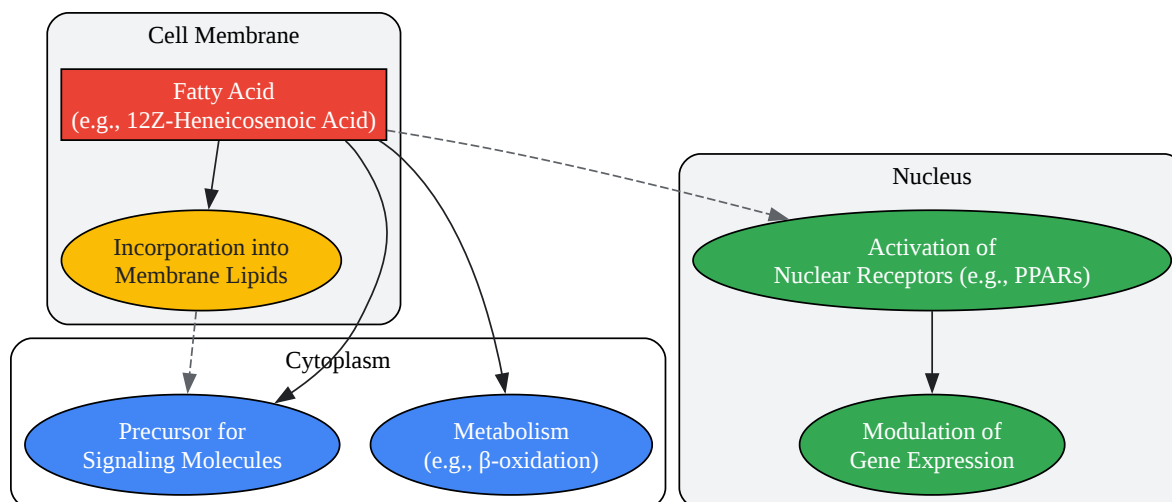 Cell Membrane
Fatty Acid
(e.g., 12Z-Heneicosenoic Acid)
Incorporation into
Membrane Lipids
Cytoplasm
Precursor for
Signaling Molecules
Metabolism
(e.g., β-oxidation)
Nucleus
Activation of
Nuclear Receptors (e.g., PPARs)
Modulation of
Gene Expression